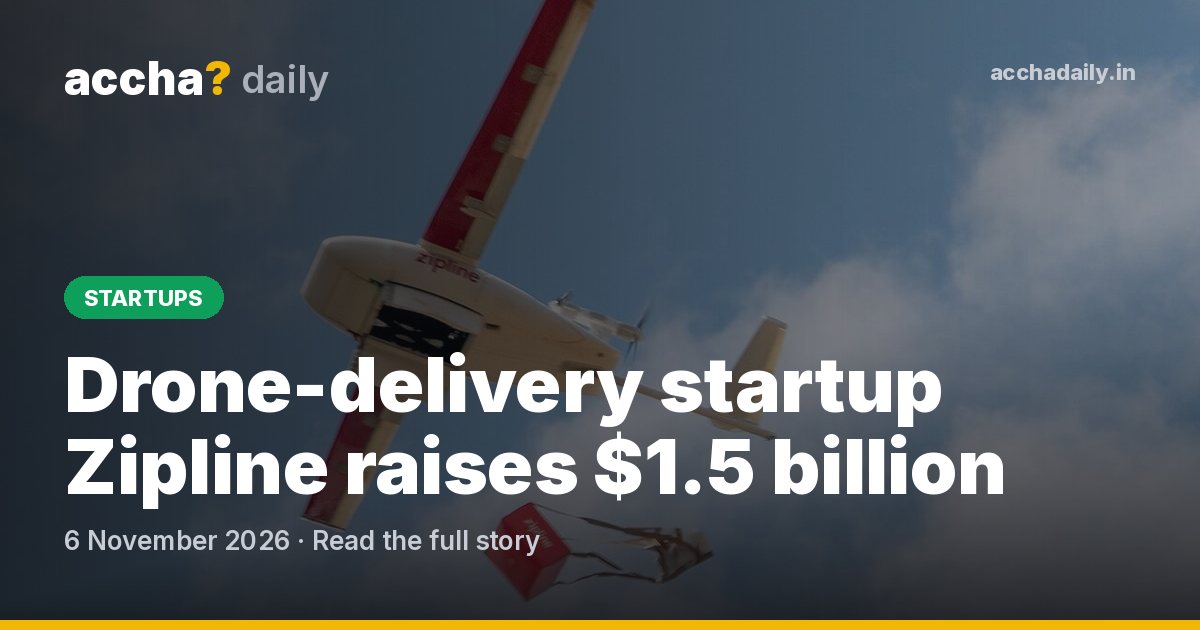 accha? daily
acchadaily.in
zipline
STARTUPS
Drone-delivery startup
Zipline raises $1.5 billion
6 November 2026 · Read the full story